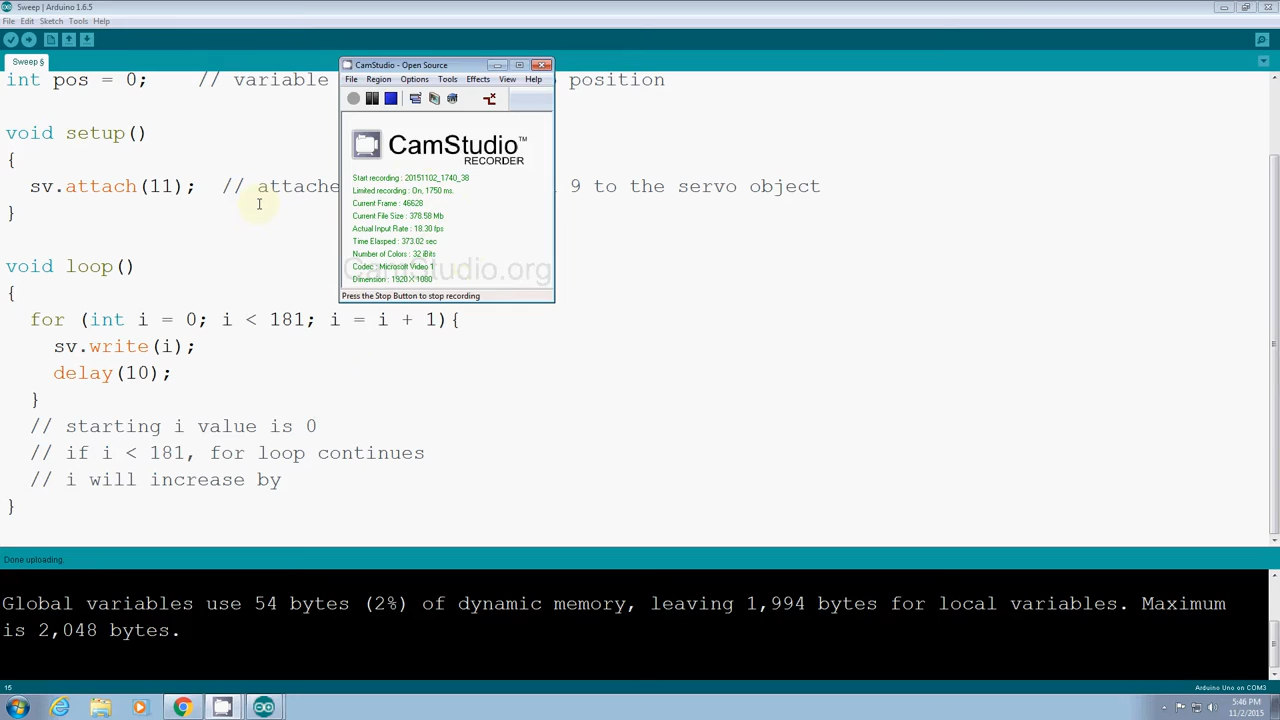 Sweep | Arduino 1.6.5
File Edit Sketch Tools Help
Sweep §
int pos = 0; // variable position
void setup()
{
sv.attach(11); // attache 9 to the servo object
}
void loop()
{
for (int i = 0; i < 181; i = i + 1){
sv.write(i);
delay(10);
}
// starting i value is 0
// if i < 181, for loop continues
// i will increase by
}
CamStudio - Open Source
File Region Options Tools Effects View Help
CamStudio™
RECORDER
Start recording : 20151102_1740_38
Limited recording : On, 1750 ms.
Current Frame : 46628
Current File Size : 378.58 Mb
Actual Input Rate : 18.30 fps
Time Elasped : 373.02 sec
Number of Colors : 32 iBits
Codec : Microsoft Video 1
Dimension : 1920 X 1080
CamStudio.org
Press the Stop Button to stop recording
Done uploading.
Global variables use 54 bytes (2%) of dynamic memory, leaving 1,994 bytes for local variables. Maximum
is 2,048 bytes.
15
Arduino Uno on COM3
5:46 PM
11/2/2015